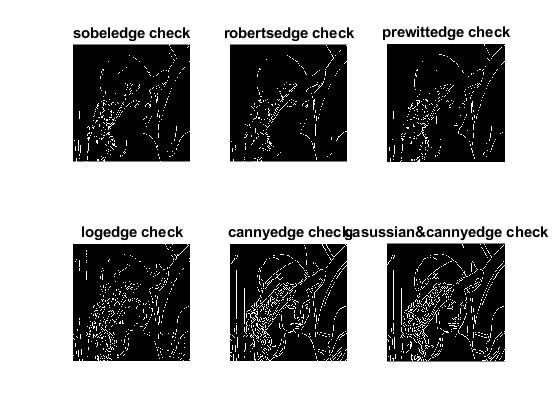 sobeledge check
robertsedge check
prewittedge check
logedge check
cannyedge check
gasussian&cannyedge check